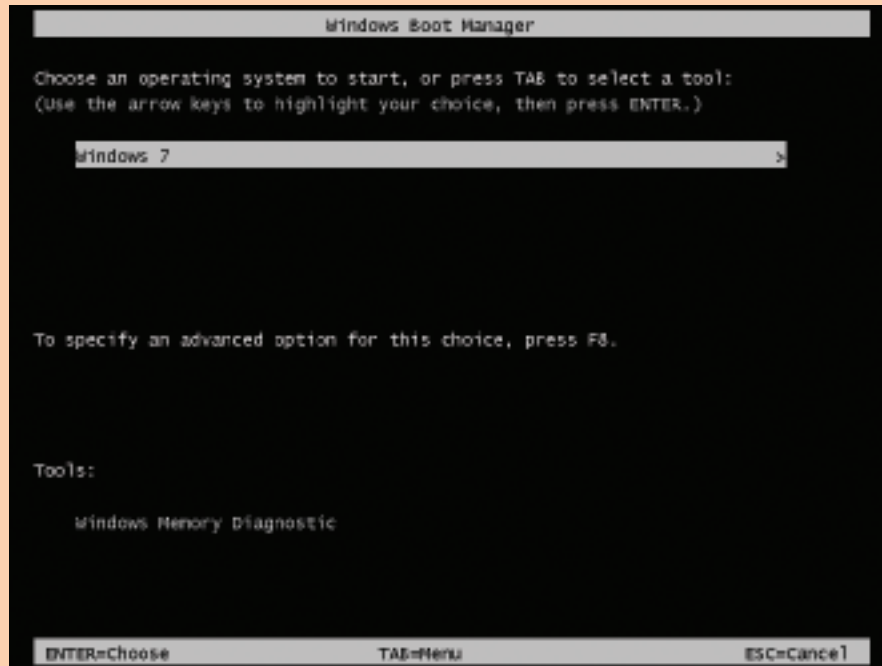 Windows Boot Manager
Choose an operating system to start, or press TAB to select a tool:
(Use the arrow keys to highlight your choice, then press ENTER.)
Windows 7 >
To specify an advanced option for this choice, press F8.
Tools:
Windows Memory Diagnostic
ENTER=Choose TAB=Menu ESC=Cancel